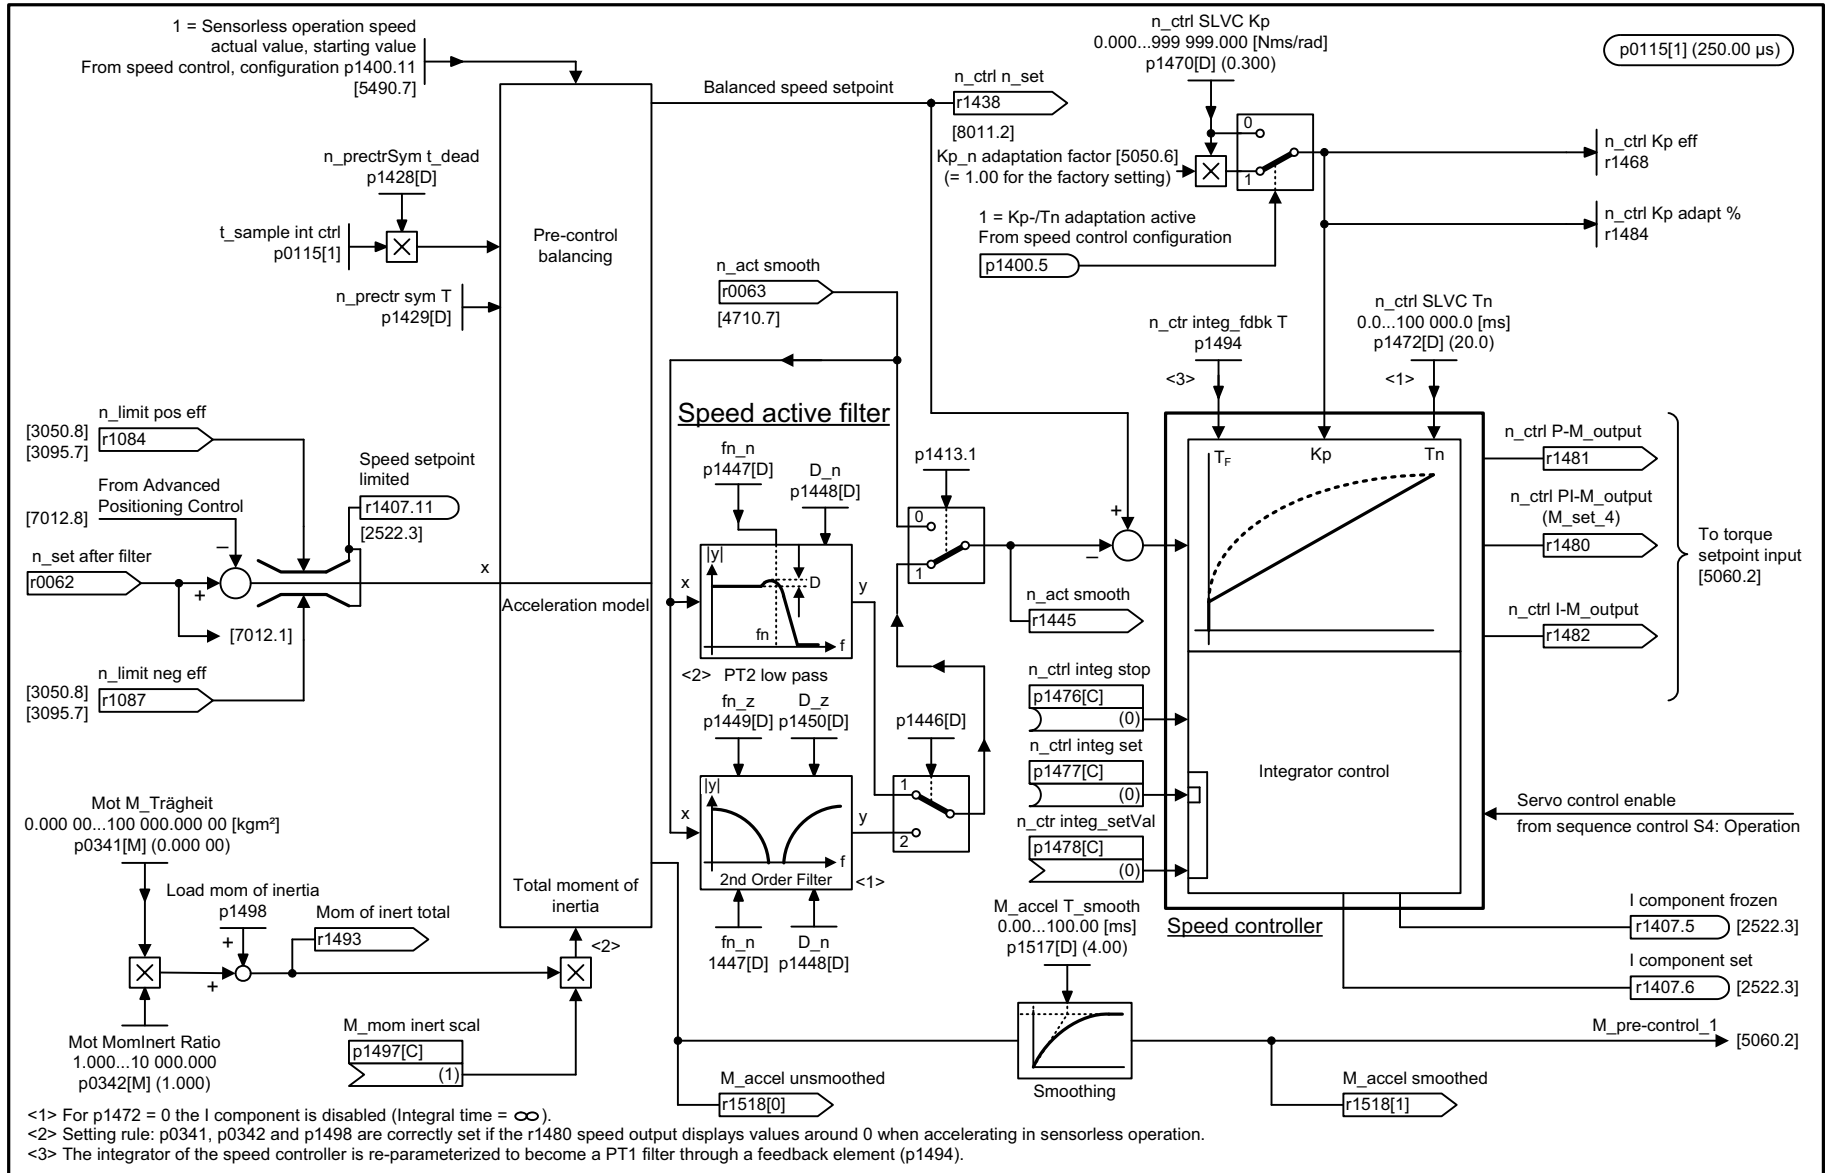 1 = Sensorless operation speed
actual value, starting value
From speed control, configuration p1400.11
[5490.7]
n_ctrl SLVC Kp
0.000...999 999.000 [Nms/rad]
p1470[D] (0.300)
p0115[1] (250.00 µs)
Balanced speed setpoint
n_ctrl n_set
r1438
[8011.2]
0
1
Kp_n adaptation factor [5050.6]
(= 1.00 for the factory setting)
n_ctrl Kp eff
r1468
n_ctrl Kp adapt %
r1484
1 = Kp-/Tn adaptation active
From speed control configuration
p1400.5
n_prectrSym t_dead
p1428[D]
t_sample int ctrl
p0115[1]
n_prectr sym T
p1429[D]
Pre-control
balancing
n_act smooth
r0063
[4710.7]
n_ctr integ_fdbk T
p1494
<3>
n_ctrl SLVC Tn
0.0...100 000.0 [ms]
p1472[D] (20.0)
<1>
n_limit pos eff
[3050.8]
[3095.7]
r1084
Speed setpoint
limited
r1407.11
[2522.3]
From Advanced
Positioning Control
[7012.8]
n_set after filter
r0062
–
+
[7012.1]
n_limit neg eff
[3050.8]
[3095.7]
r1087
x
Acceleration model
Speed active filter
fn_n
p1447[D]
D_n
p1448[D]
|y|
D
x
y
fn
f
<2> PT2 low pass
p1413.1
0
1
+
–
n_act smooth
r1445
TF
Kp
Tn
n_ctrl P-M_output
r1481
n_ctrl PI-M_output
(M_set_4)
r1480
n_ctrl I-M_output
r1482
To torque
setpoint input
[5060.2]
fn_z
p1449[D]
D_z
p1450[D]
|y|
x
y
f
2nd Order Filter
<1>
fn_n
1447[D]
D_n
p1448[D]
p1446[D]
1
2
n_ctrl integ stop
p1476[C]
(0)
n_ctrl integ set
p1477[C]
(0)
n_ctr integ_setVal
p1478[C]
(0)
Integrator control
Servo control enable
from sequence control S4: Operation
Speed controller
I component frozen
r1407.5
[2522.3]
I component set
r1407.6
[2522.3]
Mot M_Trägheit
0.000 00...100 000.000 00 [kgm²]
p0341[M] (0.000 00)
Load mom of inertia
p1498
+
+
Mom of inert total
r1493
Total moment of
inertia
<2>
Mot MomInert Ratio
1.000...10 000.000
p0342[M] (1.000)
M_mom inert scal
p1497[C]
(1)
M_accel T_smooth
0.00...100.00 [ms]
p1517[D] (4.00)
Smoothing
M_pre-control_1
[5060.2]
M_accel unsmoothed
r1518[0]
M_accel smoothed
r1518[1]
<1> For p1472 = 0 the I component is disabled (Integral time = ∞).
<2> Setting rule: p0341, p0342 and p1498 are correctly set if the r1480 speed output displays values around 0 when accelerating in sensorless operation.
<3> The integrator of the speed controller is re-parameterized to become a PT1 filter through a feedback element (p1494).